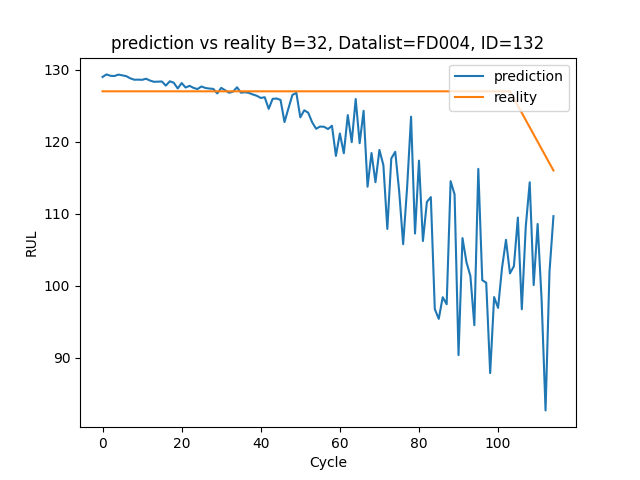 prediction vs reality B=32, Datalist=FD004, ID=132
130
120
110
100
90
RUL
prediction
reality
0 20 40 60 80 100
Cycle